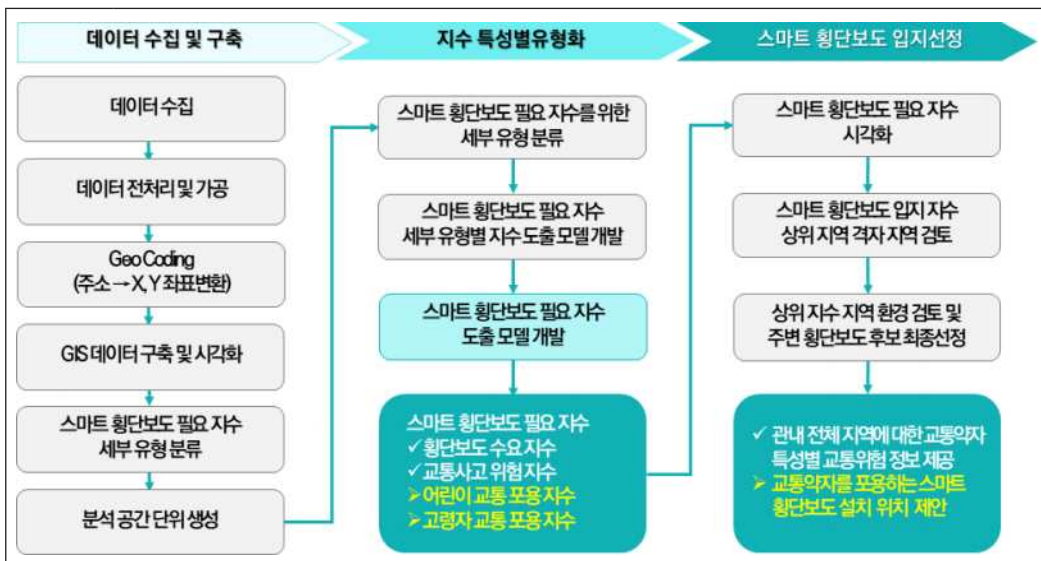 데이터 수집 및 구축
데이터 수집
데이터 전처리 및 가공
Geo Coding
(주소→X, Y 좌표변환)
GIS 데이터 구축 및 시각화
스마트 횡단보도 필요 지수
세부 유형 분류
분석 공간 단위 생성
지수 특성별유형화
스마트 횡단보도 필요 지수를 위한
세부 유형 분류
스마트 횡단보도 필요 지수
세부 유형별 지수 도출 모델 개발
스마트 횡단보도 필요 지수
도출 모델 개발
스마트 횡단보도 필요 지수
✓ 횡단보도 수요 지수
✓ 교통사고 위험 지수
➢ 어린이 교통 포용 지수
➢ 고령자 교통 포용 지수
스마트 횡단보도 입지선정
스마트 횡단보도 필요 지수
시각화
스마트 횡단보도 입지 지수
상위 지역 격자 지역 검토
상위 지수 지역 환경 검토 및
주변 횡단보도 후보 최종선정
✓ 관내 전체 지역에 대한 교통약자
특성별 교통위험 정보 제공
➢ 교통약자를 포용하는 스마트
횡단보도 설치 위치 제안